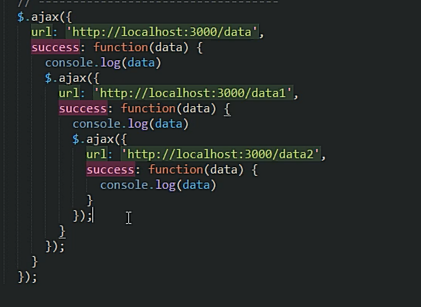 // -----------------------------------
$.ajax({
  url: 'http://localhost:3000/data',
  success: function(data) {
    console.log(data)
    $.ajax({
      url: 'http://localhost:3000/data1',
      success: function(data) {
        console.log(data)
        $.ajax({
          url: 'http://localhost:3000/data2',
          success: function(data) {
            console.log(data)
          }
        });
      }
    });
  }
});